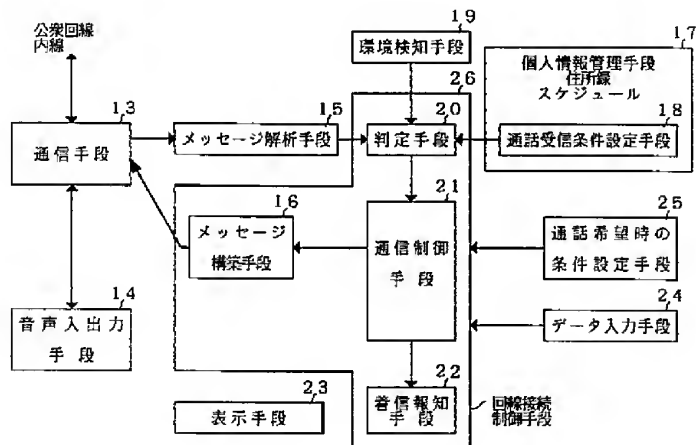 公衆回線
内線
13
通信手段
14
音声入出力
手段
15
メッセージ解析手段
16
メッセージ
構築手段
19
環境検知手段
26
20
判定手段
21
通信制御
手段
22
着信報知
手段
23
表示手段
17
個人情報管理手段
住所録
スケジュール
18
通話受信条件設定手段
25
通話希望時の
条件設定手段
24
データ入力手段
回線接続
制御手段